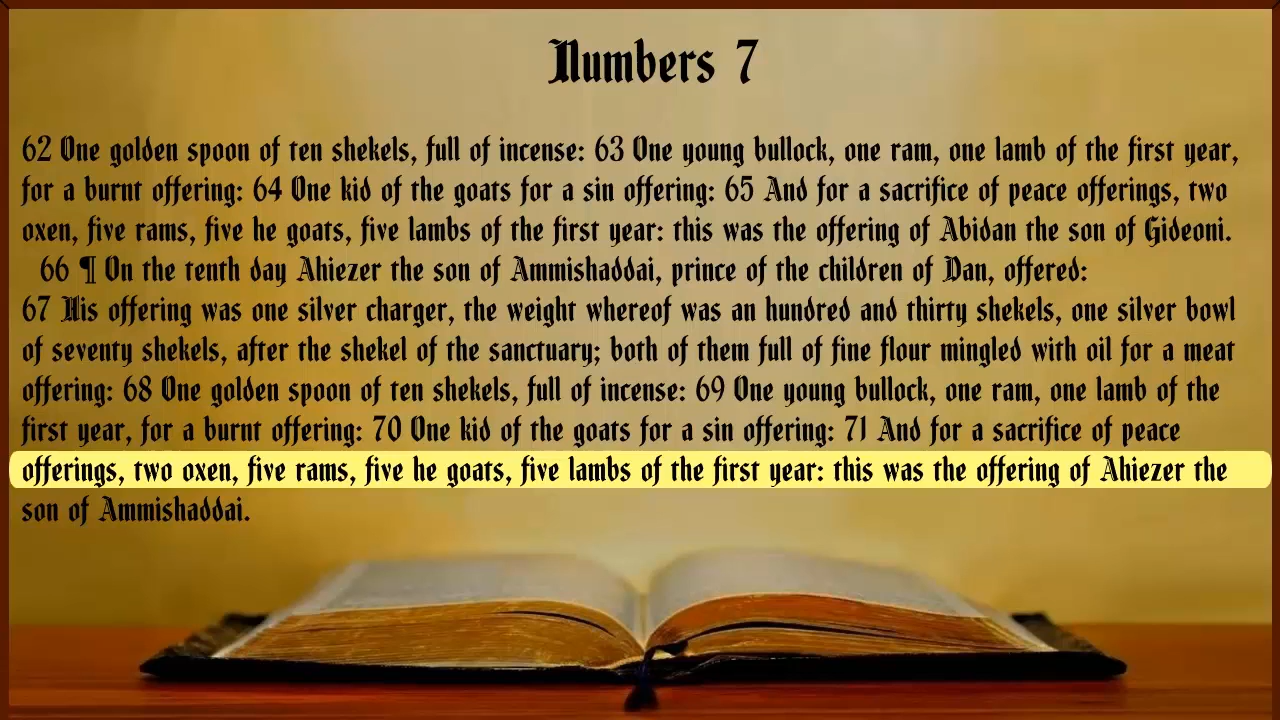 Numbers 7
62 One golden spoon of ten shekels, full of incense: 63 One young bullock, one ram, one lamb of the first year,
for a burnt offering: 64 One kid of the goats for a sin offering: 65 And for a sacrifice of peace offerings, two
oxen, five rams, five he goats, five lambs of the first year: this was the offering of Abidan the son of Gideoni.
66 ¶ On the tenth day Ahiezer the son of Ammishaddai, prince of the children of Dan, offered:
67 His offering was one silver charger, the weight whereof was an hundred and thirty shekels, one silver bowl
of seventy shekels, after the shekel of the sanctuary; both of them full of fine flour mingled with oil for a meat
offering: 68 One golden spoon of ten shekels, full of incense: 69 One young bullock, one ram, one lamb of the
first year, for a burnt offering: 70 One kid of the goats for a sin offering: 71 And for a sacrifice of peace
offerings, two oxen, five rams, five he goats, five lambs of the first year: this was the offering of Ahiezer the
son of Ammishaddai.